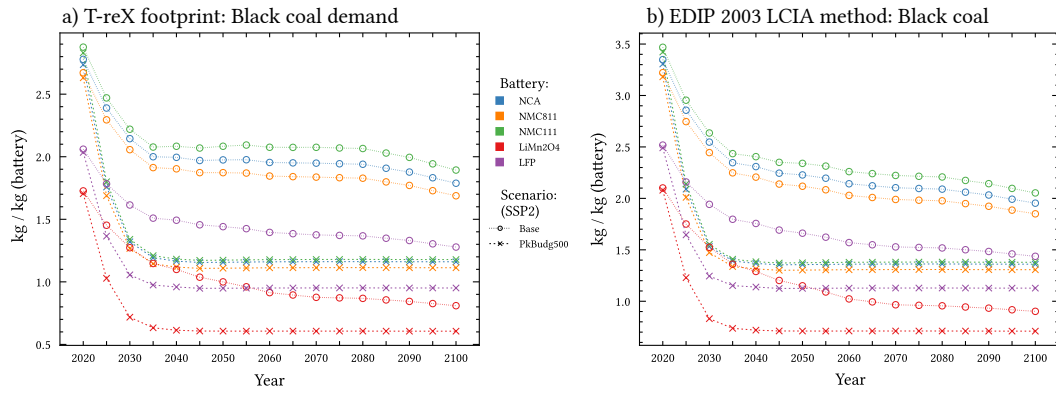 a) T-reX footprint: Black coal demand
kg / kg (battery)
2.5
2.0
1.5
1.0
0.5
2020 2030 2040 2050 2060 2070 2080 2090 2100
Year
Battery:
NCA
NMC811
NMC111
LiMn2O4
LFP
Scenario:
(SSP2)
Base
PkBudg500
b) EDIP 2003 LCIA method: Black coal
kg / kg (battery)
3.5
3.0
2.5
2.0
1.5
1.0
2020 2030 2040 2050 2060 2070 2080 2090 2100
Year